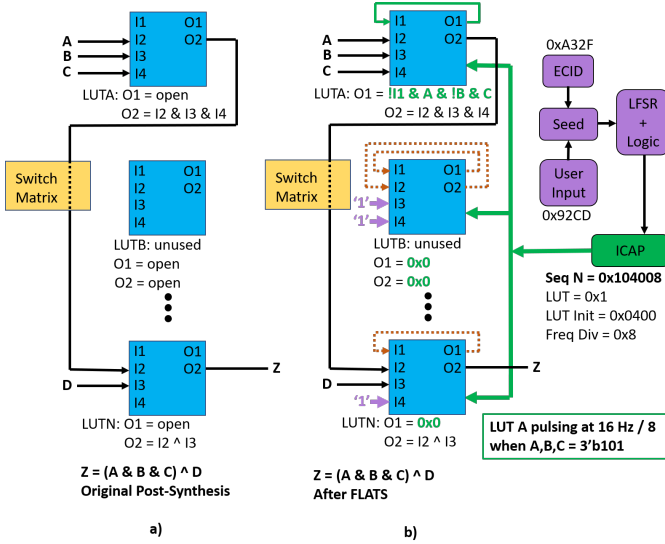 I1
I2
I3
I4
O1
O2
A
B
C
LUTA: O1 = open
O2 = I2 & I3 & I4
Switch
Matrix
I1
I2
I3
I4
O1
O2
LUTB: unused
O1 = open
O2 = open
I1
I2
I3
I4
O1
O2
D
Z
LUTN: O1 = open
O2 = I2 ^ I3
Z = (A & B & C) ^ D
Original Post-Synthesis
a)
I1
I2
I3
I4
O1
O2
A
B
C
LUTA: O1 = !I1 & A & !B & C
O2 = I2 & I3 & I4
Switch
Matrix
I1
I2
I3
I4
O1
O2
'1'
'1'
LUTB: unused
O1 = 0x0
O2 = 0x0
I1
I2
I3
I4
O1
O2
D
'1'
Z
LUTN: O1 = 0x0
O2 = I2 ^ I3
Z = (A & B & C) ^ D
After FLATS
b)
0xA32F
ECID
Seed
User
Input
0x92CD
LFSR
+
Logic
ICAP
Seq N = 0x104008
LUT = 0x1
LUT Init = 0x0400
Freq Div = 0x8
LUT A pulsing at 16 Hz / 8
when A,B,C = 3'b101